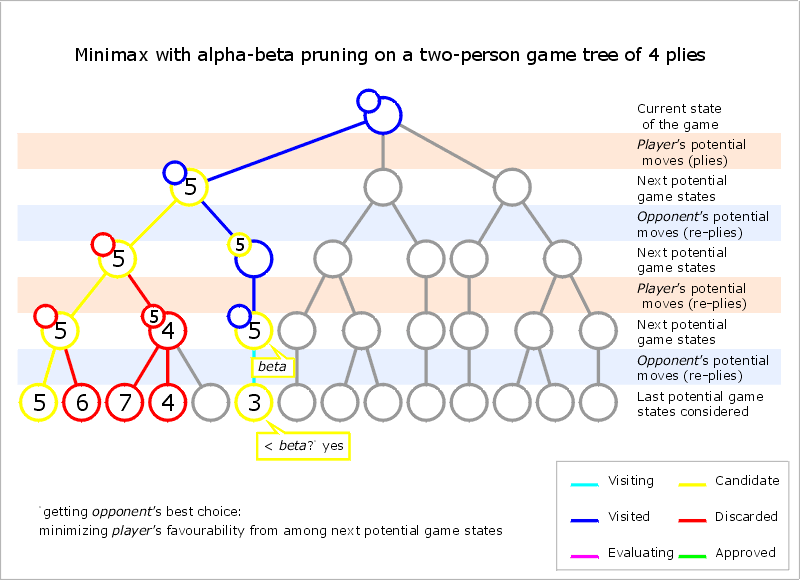 Minimax with alpha-beta pruning on a two-person game tree of 4 plies
Current state
of the game
Player's potential
moves (plies)
5
Next potential
game states
Opponent's potential
moves (re-plies)
5
5
Next potential
game states
Player's potential
moves (re-plies)
5
5
4
5
Next potential
game states
beta
Opponent's potential
moves (re-plies)
5
6
7
4
3
Last potential game
states considered
< beta?* yes
*getting opponent's best choice:
minimizing player's favourability from among next potential game states
Visiting
Candidate
Visited
Discarded
Evaluating
Approved